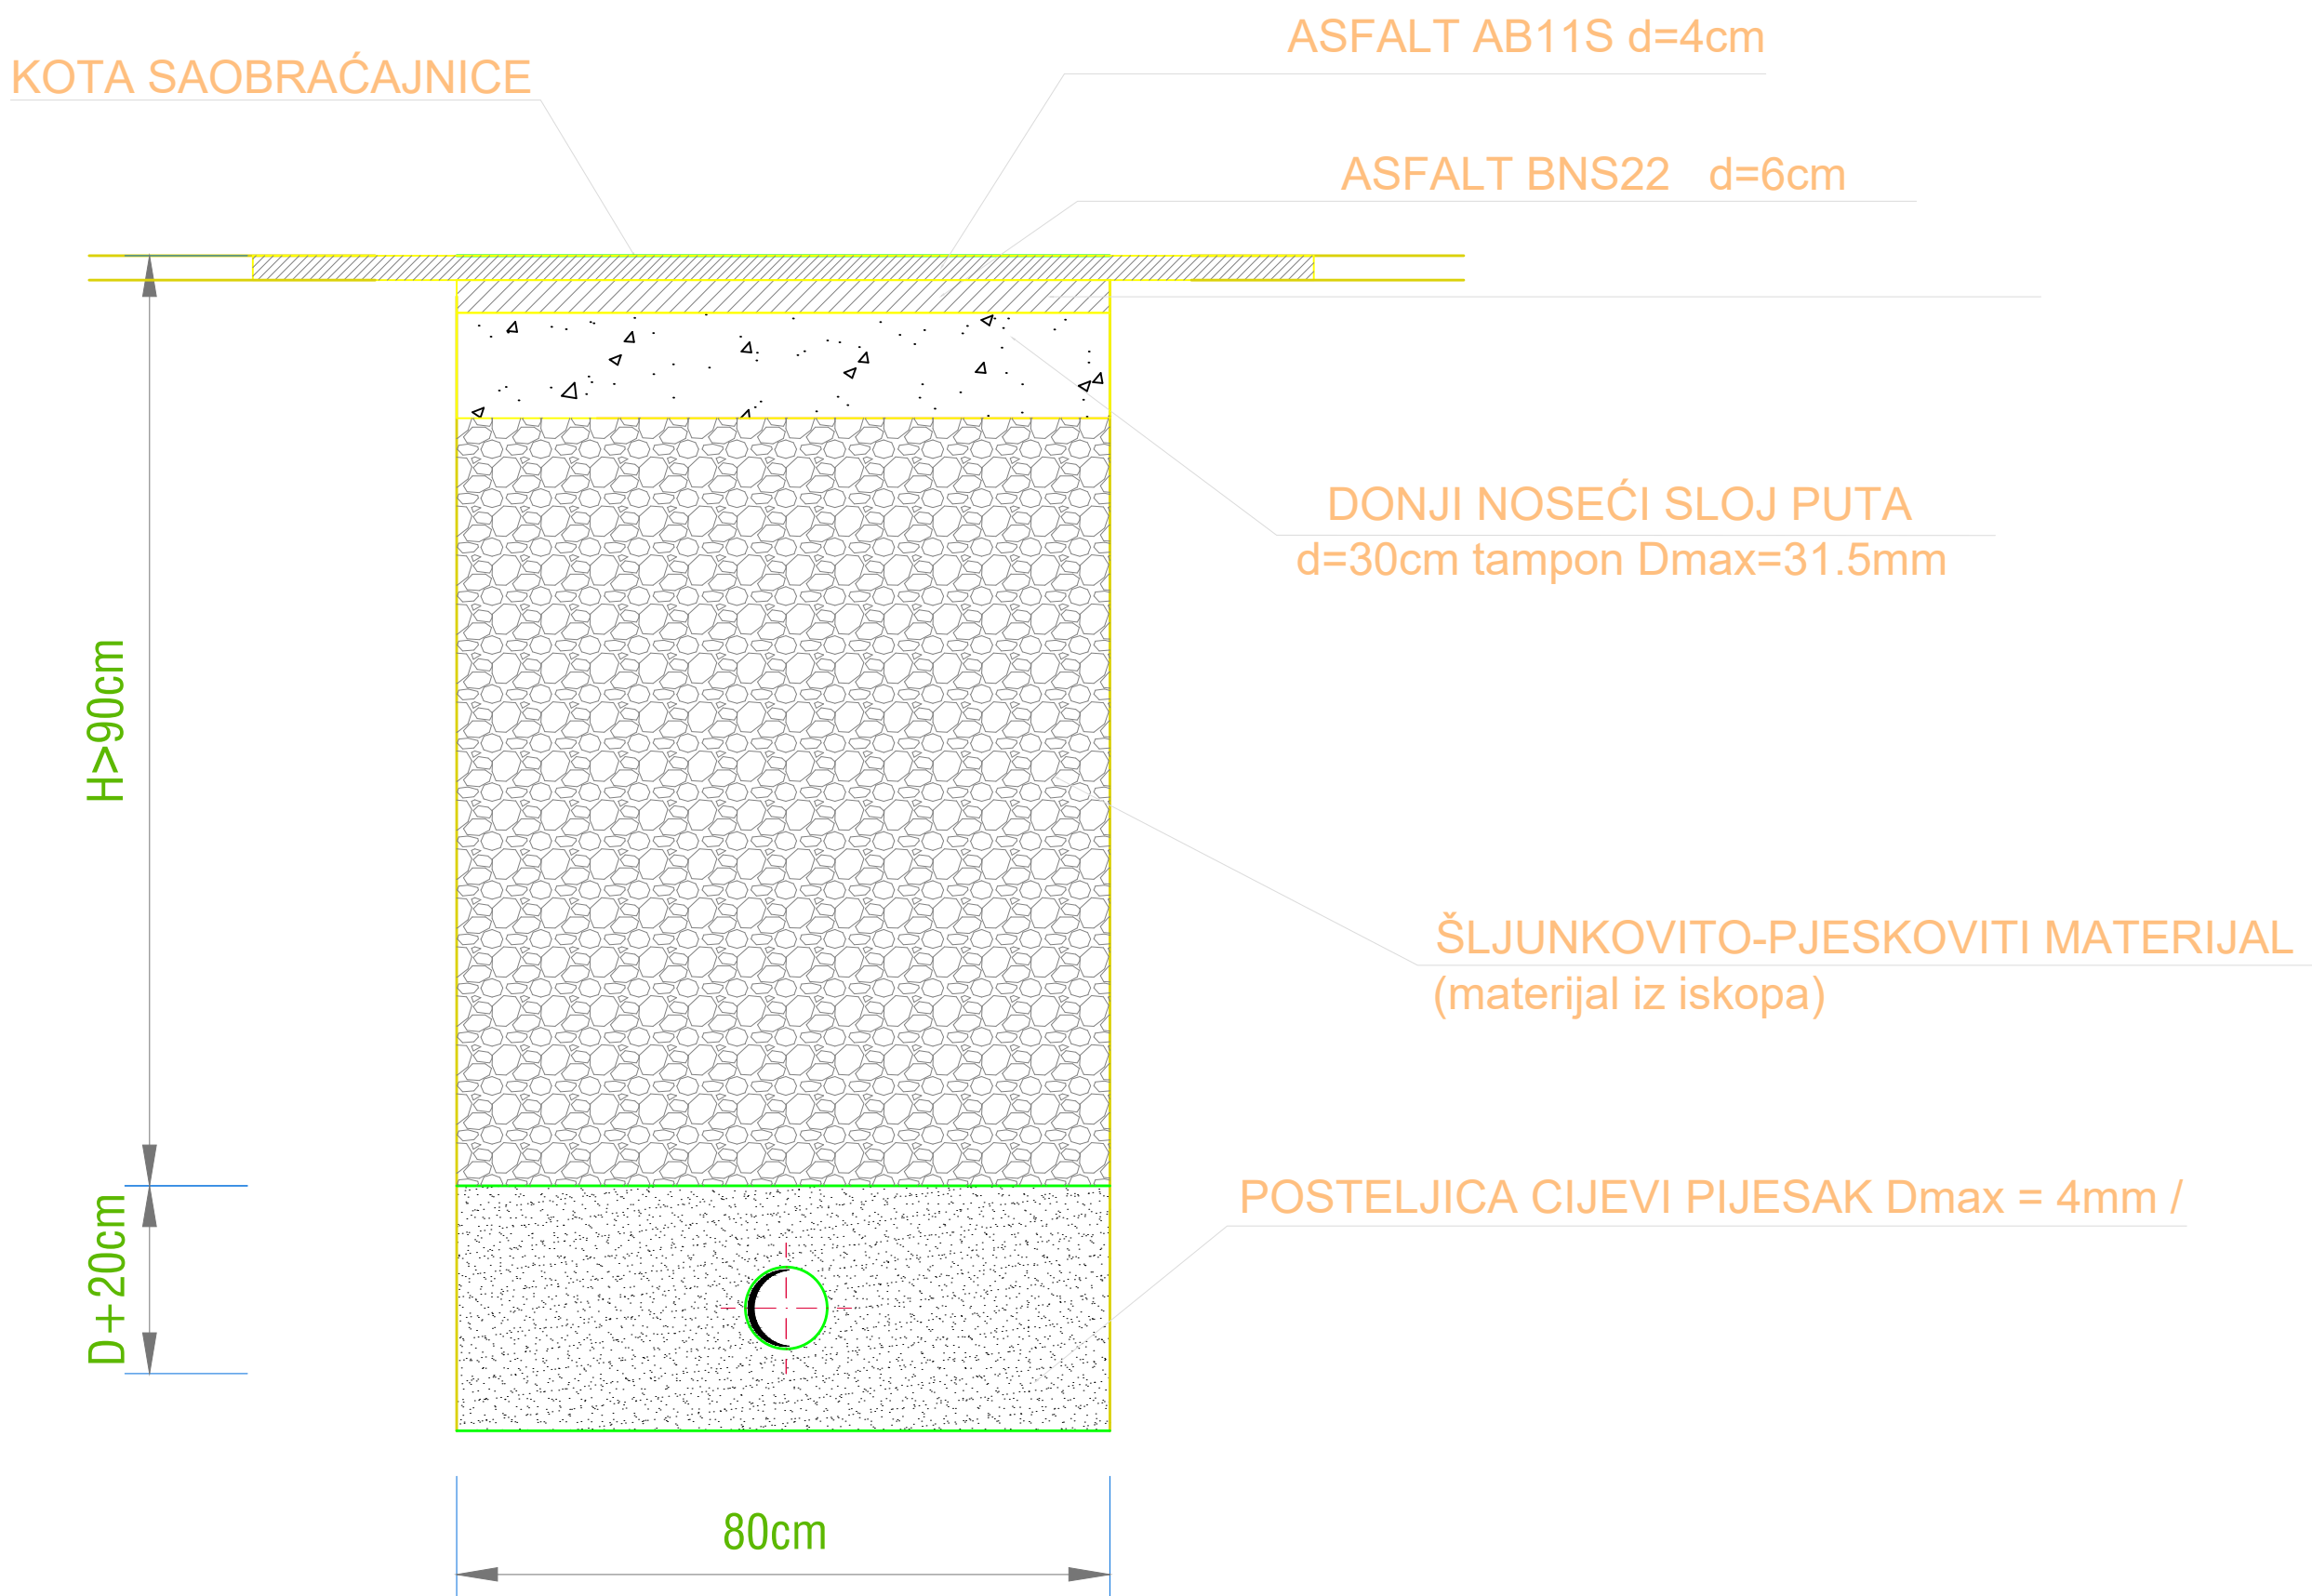 ASFALT AB11S d=4cm
KOTA SAOBRAĆAJNICE
ASFALT BNS22 d=6cm
DONJI NOSEĆI SLOJ PUTA
d=30cm tampon Dmax=31.5mm
H>90cm
ŠLJUNKOVITO-PJESKOVITI MATERIJAL
(materijal iz iskopa)
POSTELJICA CIJEVI PIJESAK Dmax = 4mm /
D+20cm
80cm